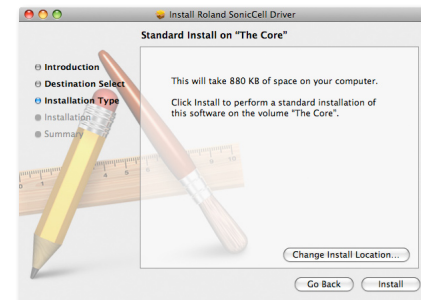 Install Roland SonicCell Driver
Standard Install on “The Core”
Introduction
Destination Select
Installation Type
Installation
Summary
This will take 880 KB of space on your computer.
Click Install to perform a standard installation of
this software on the volume “The Core”.
Change Install Location...
Go Back
Install